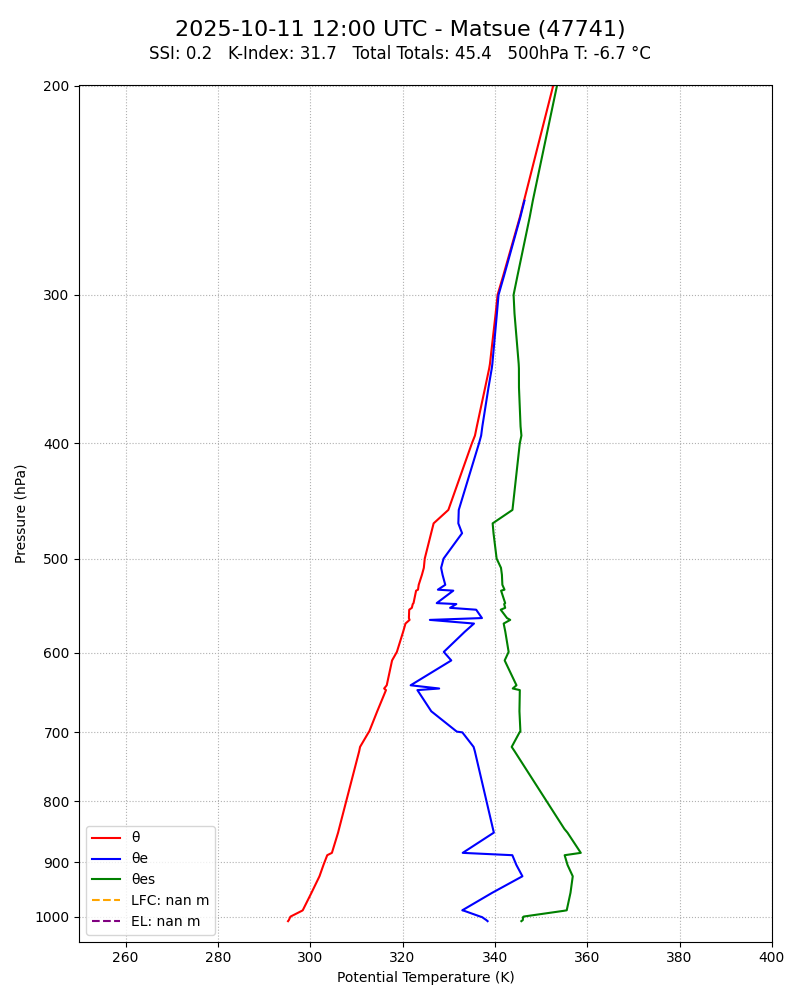 2025-10-11 12:00 UTC - Matsue (47741)
SSI: 0.2   K-Index: 31.7   Total Totals: 45.4   500hPa T: -6.7 °C
200
300
400
500
600
700
800
900
1000
Pressure (hPa)
θ
θe
θes
LFC: nan m
EL: nan m
260 280 300 320 340 360 380 400
Potential Temperature (K)